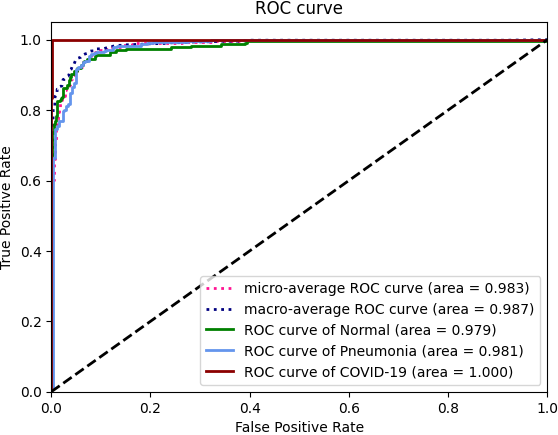 ROC curve
True Positive Rate
1.0
0.8
0.6
0.4
0.2
0.0
micro-average ROC curve (area = 0.983)
macro-average ROC curve (area = 0.987)
ROC curve of Normal (area = 0.979)
ROC curve of Pneumonia (area = 0.981)
ROC curve of COVID-19 (area = 1.000)
0.0 0.2 0.4 0.6 0.8 1.0
False Positive Rate